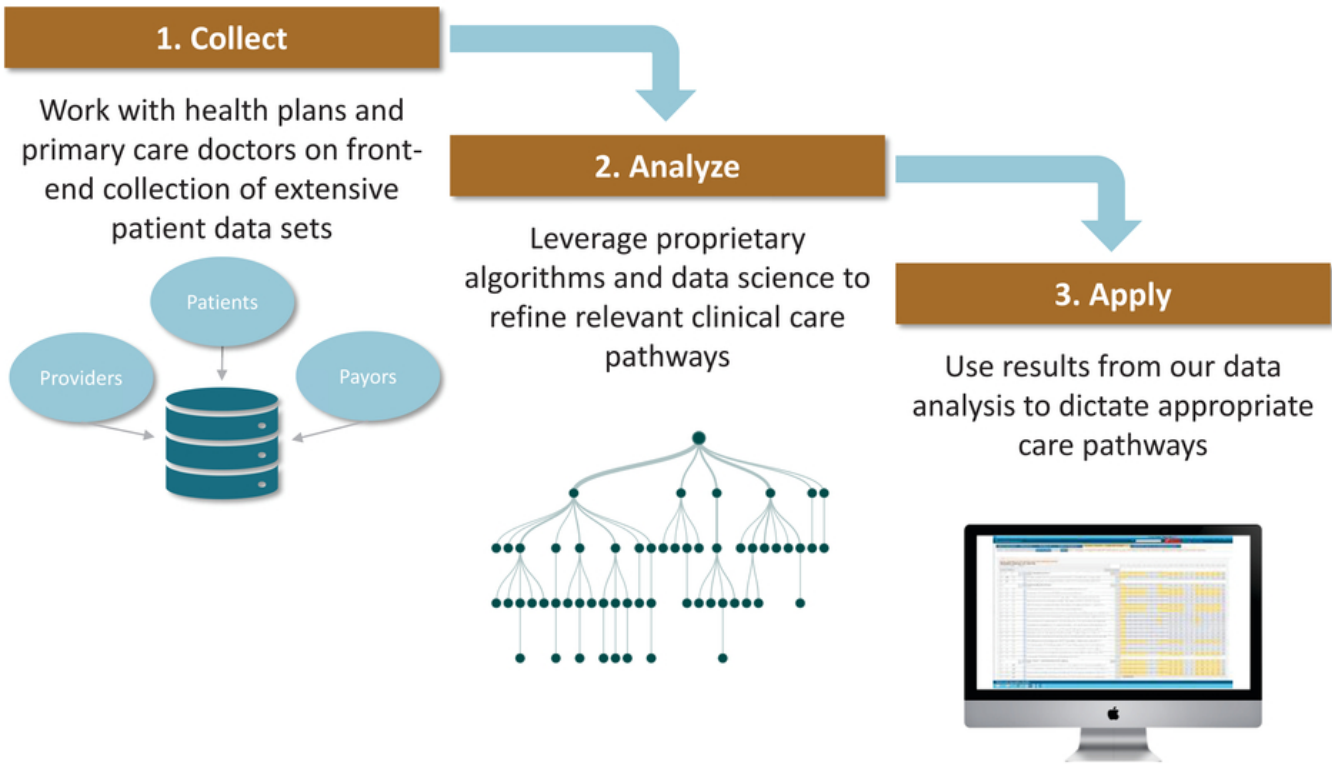 1. Collect
Work with health plans and
primary care doctors on front-
end collection of extensive
patient data sets
Patients
Providers
Payors
2. Analyze
Leverage proprietary
algorithms and data science to
refine relevant clinical care
pathways
3. Apply
Use results from our data
analysis to dictate appropriate
care pathways